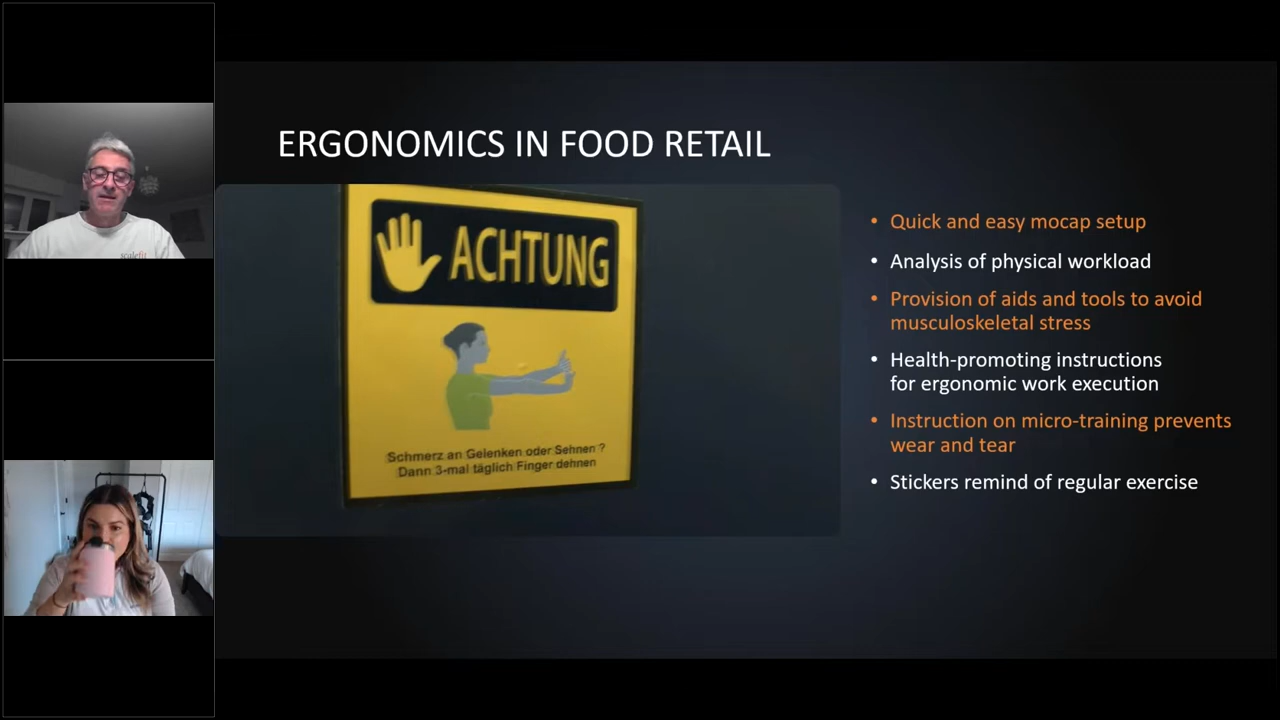 ERGONOMICS IN FOOD RETAIL
ACHTUNG
Schmerz an Gelenken oder Sehnen ?
Dann 3-mal täglich Finger dehnen
• Quick and easy mocap setup
• Analysis of physical workload
• Provision of aids and tools to avoid
musculoskeletal stress
• Health-promoting instructions
for ergonomic work execution
• Instruction on micro-training prevents
wear and tear
• Stickers remind of regular exercise
scalefit